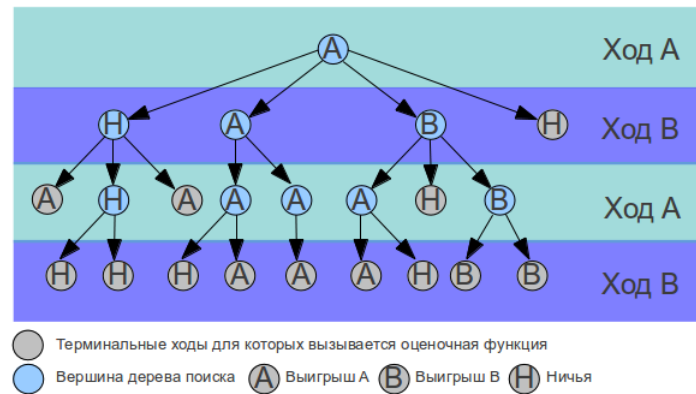 А
Ход А
Н А В Н
Ход В
А Н А А А А Н В
Ход А
Н Н Н А А А Н В В
Ход В
Терминальные ходы для которых вызывается оценочная функция
Вершина дерева поиска А Выигрыш А В Выигрыш В Н Ничья